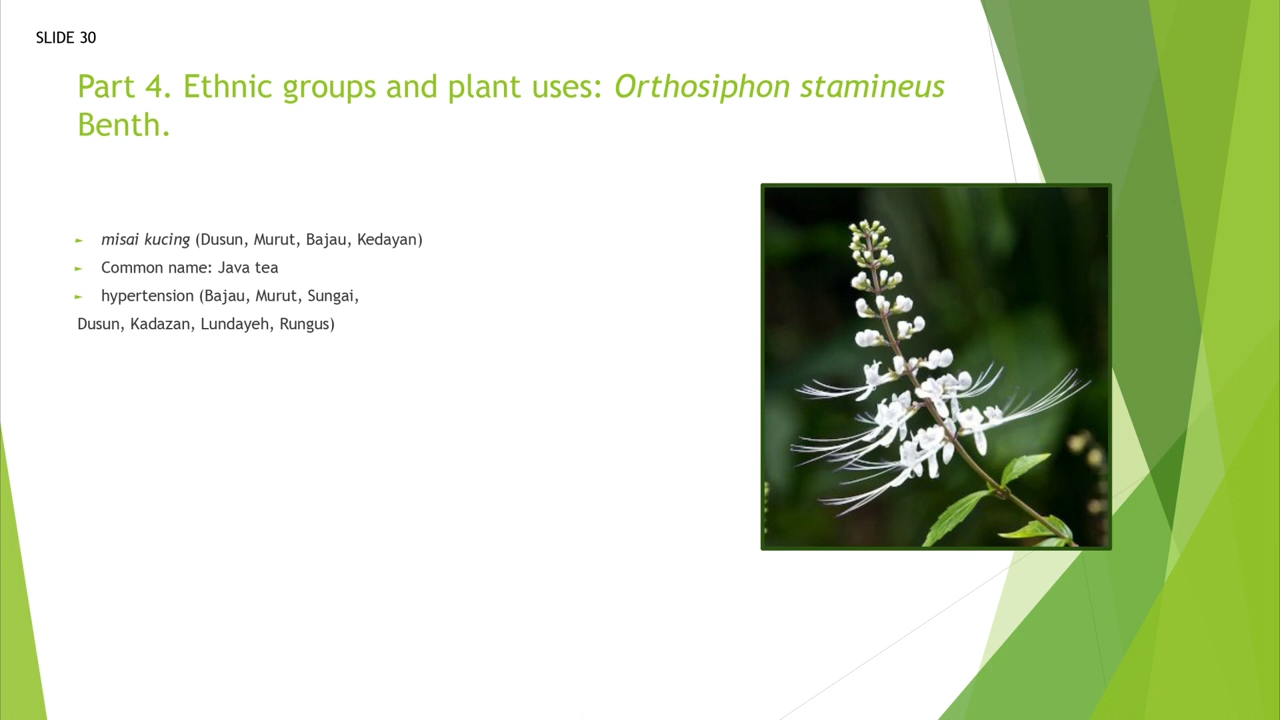 SLIDE 30
Part 4. Ethnic groups and plant uses: Orthosiphon stamineus
Benth.
► misai kucing (Dusun, Murut, Bajau, Kedayan)
► Common name: Java tea
► hypertension (Bajau, Murut, Sungai,
Dusun, Kadazan, Lundayeh, Rungus)